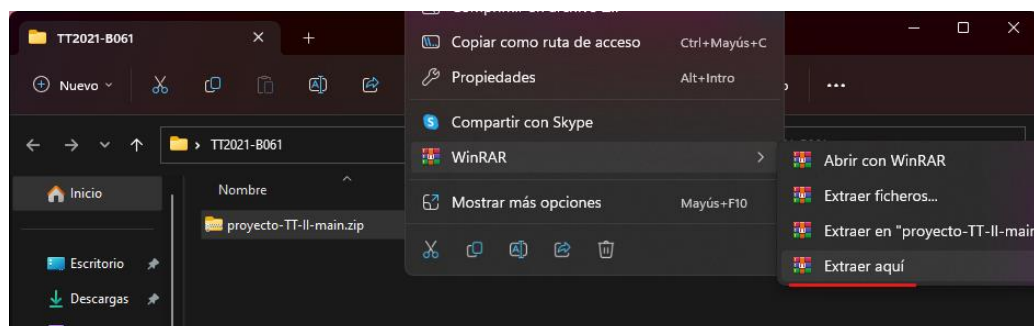 TT2021-B061
Copiar como ruta de acceso Ctrl+Mayús+C
Nuevo
Propiedades Alt+Intro
Compartir con Skype
TT2021-B061
WinRAR
Abrir con WinRAR
Inicio
Nombre
Extraer ficheros...
Mostrar más opciones Mayús+F10
proyecto-TT-II-main.zip
Extraer en "proyecto-TT-II-main
Escritorio
Extraer aquí
Descargas